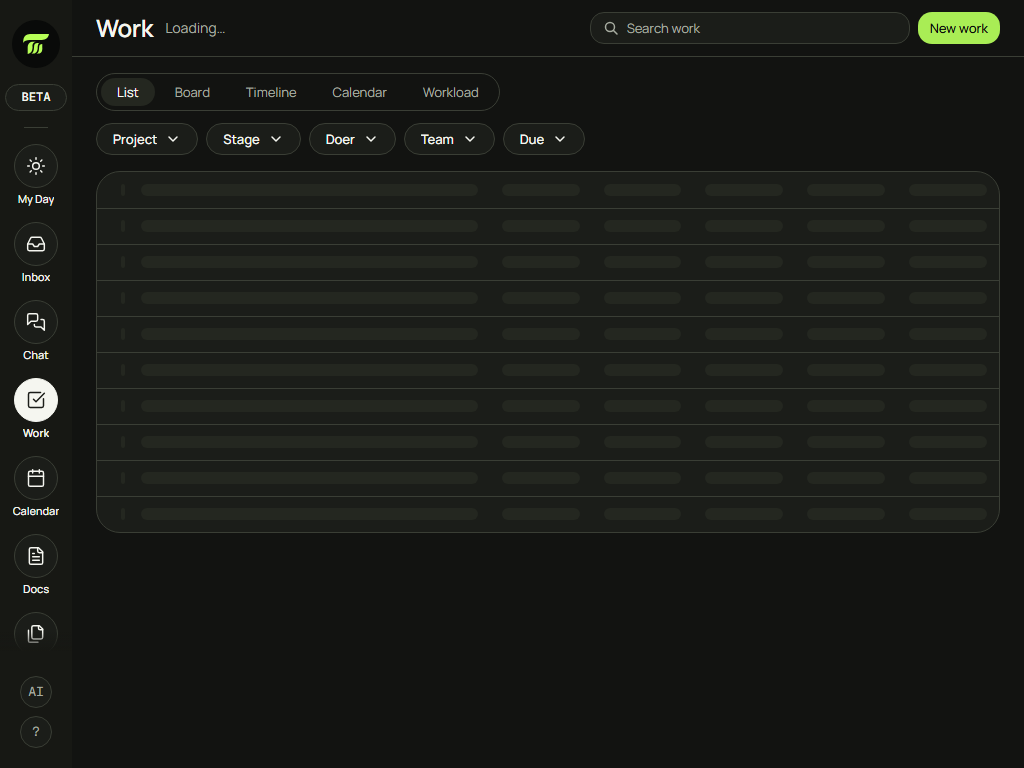 Work Loading...
Search work
New work
BETA
List Board Timeline Calendar Workload
Project Stage Doer Team Due
My Day
Inbox
Chat
Work
Calendar
Docs
AI
?